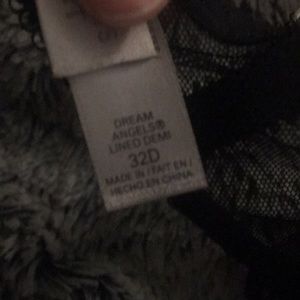 DREAM
ANGELS®
LINED DEMI
32D
MADE IN / FAIT EN /
HECHO EN CHINA